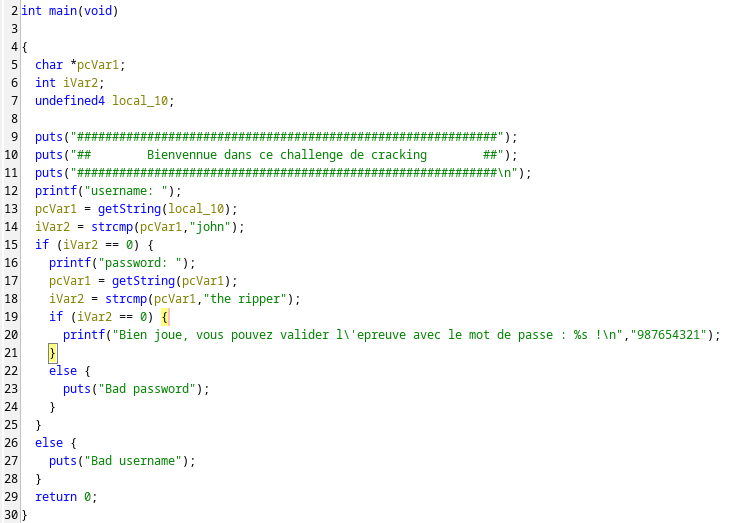 2 int main(void)
3
4 {
5   char *pcVar1;
6   int iVar2;
7   undefined4 local_10;
8
9   puts("############################################################");
10   puts("##        Bienvennue dans ce challenge de cracking        ##");
11   puts("############################################################\n");
12   printf("username: ");
13   pcVar1 = getString(local_10);
14   iVar2 = strcmp(pcVar1,"john");
15   if (iVar2 == 0) {
16     printf("password: ");
17     pcVar1 = getString(pcVar1);
18     iVar2 = strcmp(pcVar1,"the ripper");
19     if (iVar2 == 0) {
20       printf("Bien joue, vous pouvez valider l\'epreuve avec le mot de passe : %s !\n","987654321");
21     }
22     else {
23       puts("Bad password");
24     }
25   }
26   else {
27     puts("Bad username");
28   }
29   return 0;
30 }